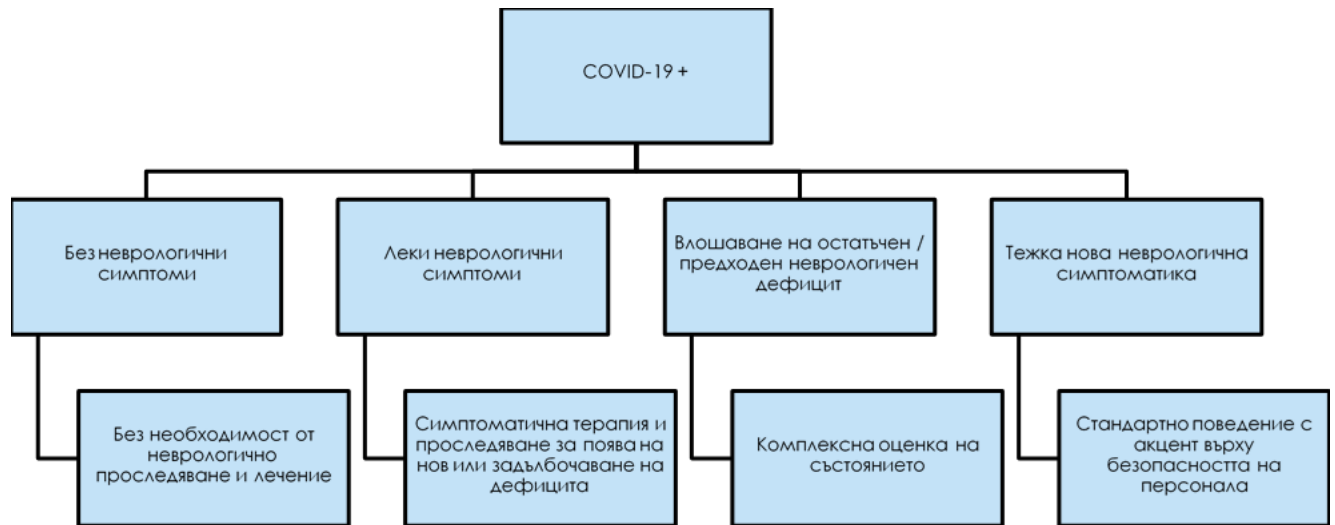 COVID-19 +
Без неврологични
симптоми
Леки неврологични
симптоми
Влошаване на остатъчен /
предходен неврологичен
дефицит
Тежка нова неврологична
симптоматика
Без необходимост от
неврологично
проследяване и лечение
Симптоматична терапия и
проследяване за поява на
нов или задълбочаване на
дефицита
Комплексна оценка на
състоянието
Стандартно поведение с
акцент върху
безопасността на
персонала